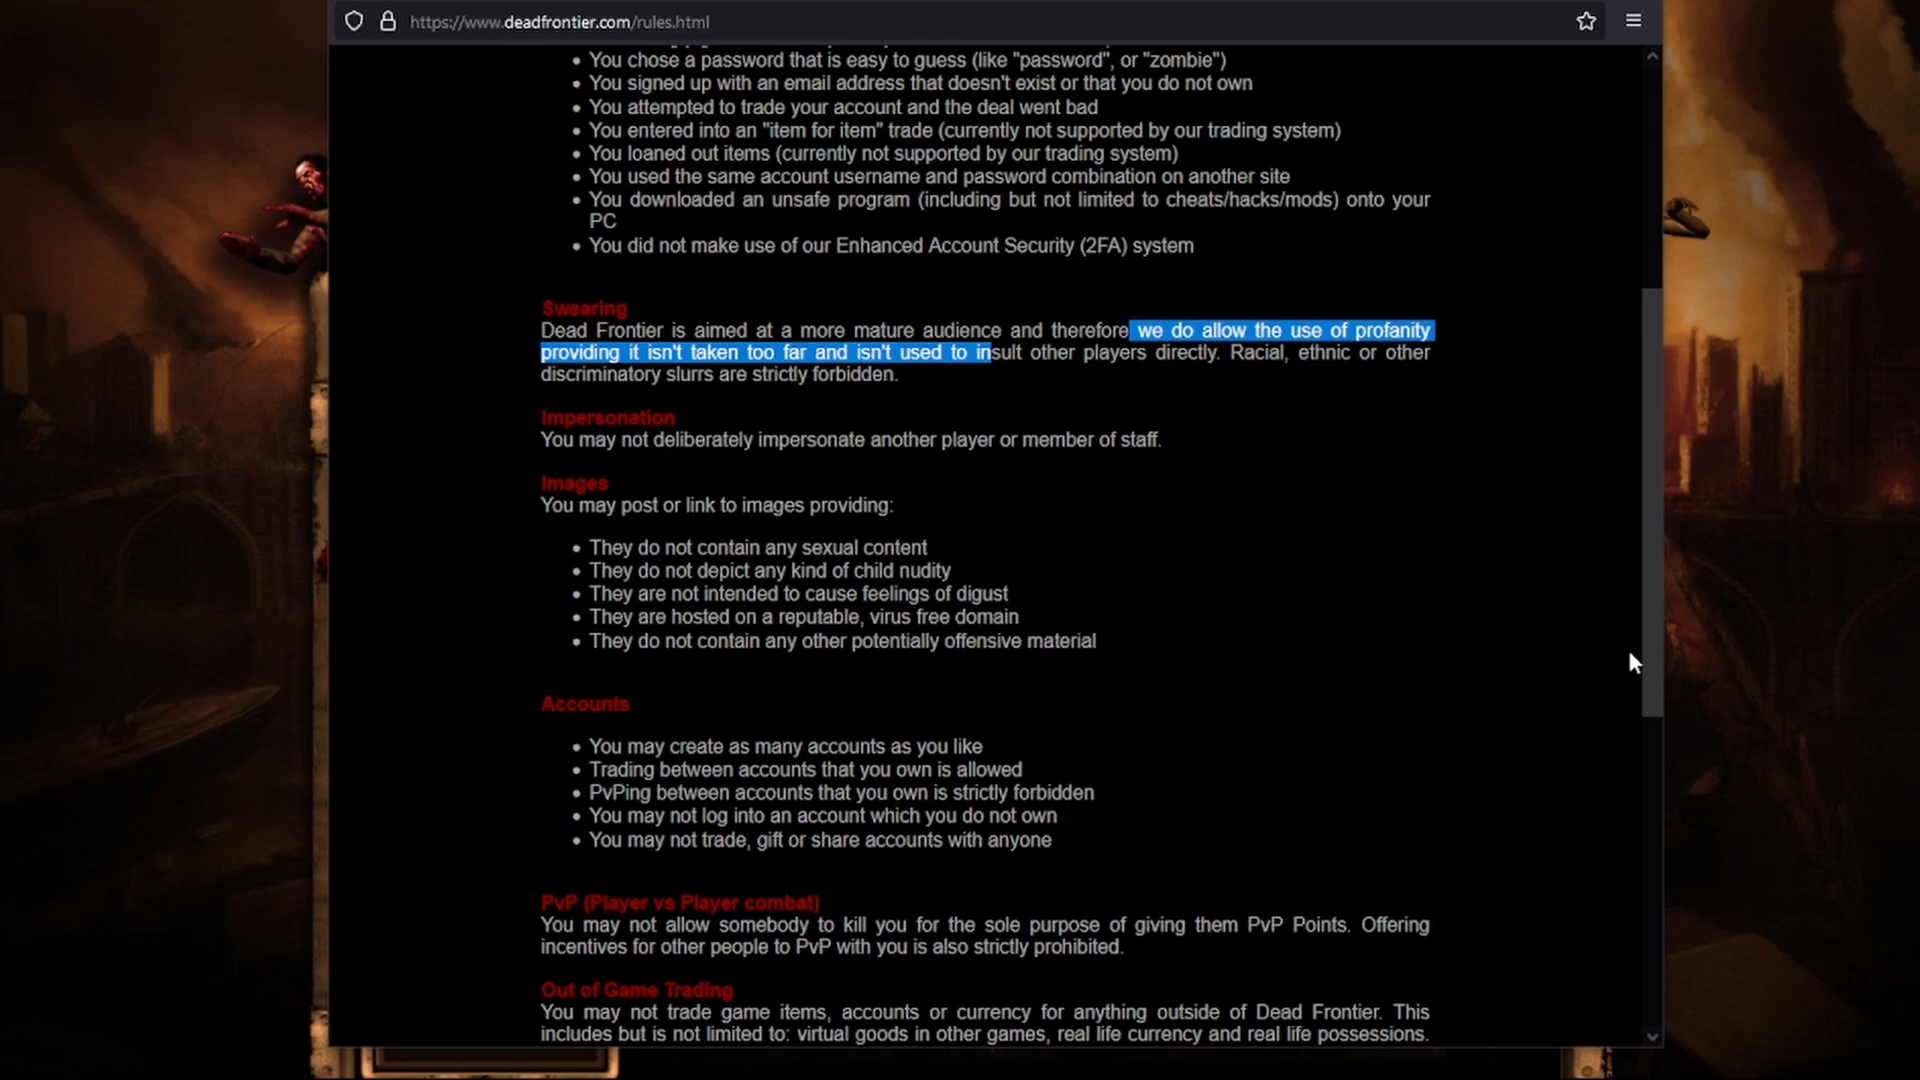 https://www.deadfrontier.com/rules.html
• You chose a password that is easy to guess (like "password", or "zombie")
• You signed up with an email address that doesn't exist or that you do not own
• You attempted to trade your account and the deal went bad
• You entered into an "item for item" trade (currently not supported by our trading system)
• You loaned out items (currently not supported by our trading system)
• You used the same account username and password combination on another site
• You downloaded an unsafe program (including but not limited to cheats/hacks/mods) onto your
PC
• You did not make use of our Enhanced Account Security (2FA) system
Swearing
Dead Frontier is aimed at a more mature audience and therefore we do allow the use of profanity
providing it isn't taken too far and isn't used to insult other players directly. Racial, ethnic or other
discriminatory slurrs are strictly forbidden.
Impersonation
You may not deliberately impersonate another player or member of staff.
Images
You may post or link to images providing:
• They do not contain any sexual content
• They do not depict any kind of child nudity
• They are not intended to cause feelings of digust
• They are hosted on a reputable, virus free domain
• They do not contain any other potentially offensive material
Accounts
• You may create as many accounts as you like
• Trading between accounts that you own is allowed
• PvPing between accounts that you own is strictly forbidden
• You may not log into an account which you do not own
• You may not trade, gift or share accounts with anyone
PvP (Player vs Player combat)
You may not allow somebody to kill you for the sole purpose of giving them PvP Points. Offering
incentives for other people to PvP with you is also strictly prohibited.
Out of Game Trading
You may not trade game items, accounts or currency for anything outside of Dead Frontier. This
includes but is not limited to: virtual goods in other games, real life currency and real life possessions.